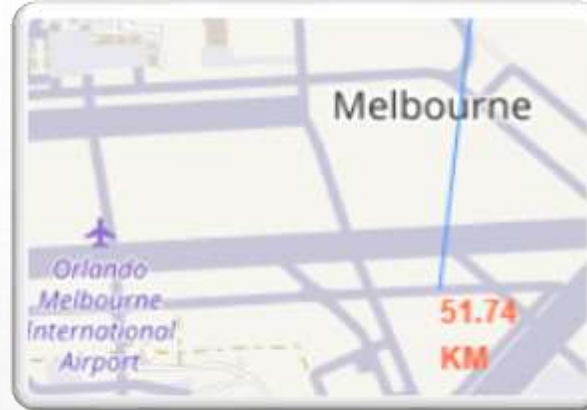 Melbourne
Orlando
Melbourne
International
Airport
51.74
KM